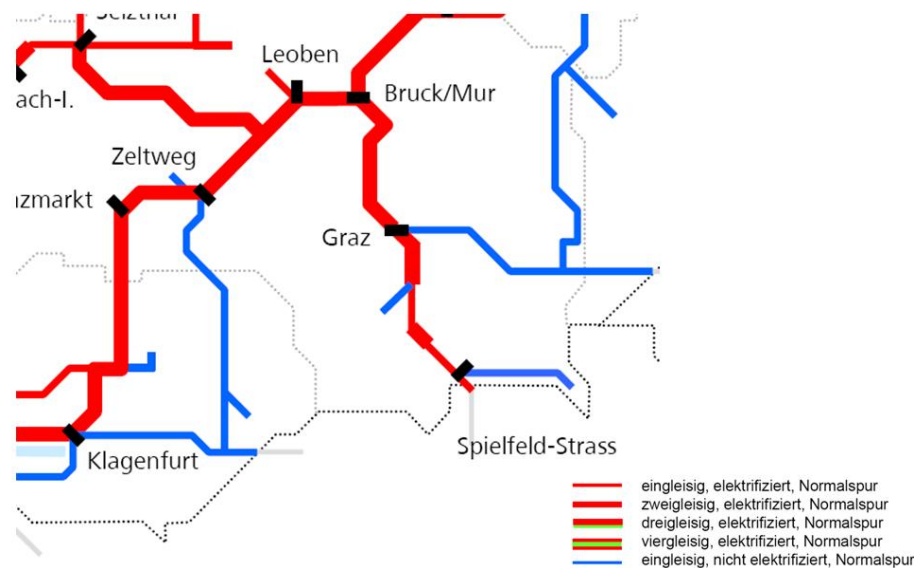 Leoben
Bruck/Mur
Zeltweg
Graz
Klagenfurt
Spielfeld-Strass
eingleisig, elektrifiziert, Normalspur
zweigleisig, elektrifiziert, Normalspur
dreigleisig, elektrifiziert, Normalspur
viergleisig, elektrifiziert, Normalspur
eingleisig, nicht elektrifiziert, Normalspur